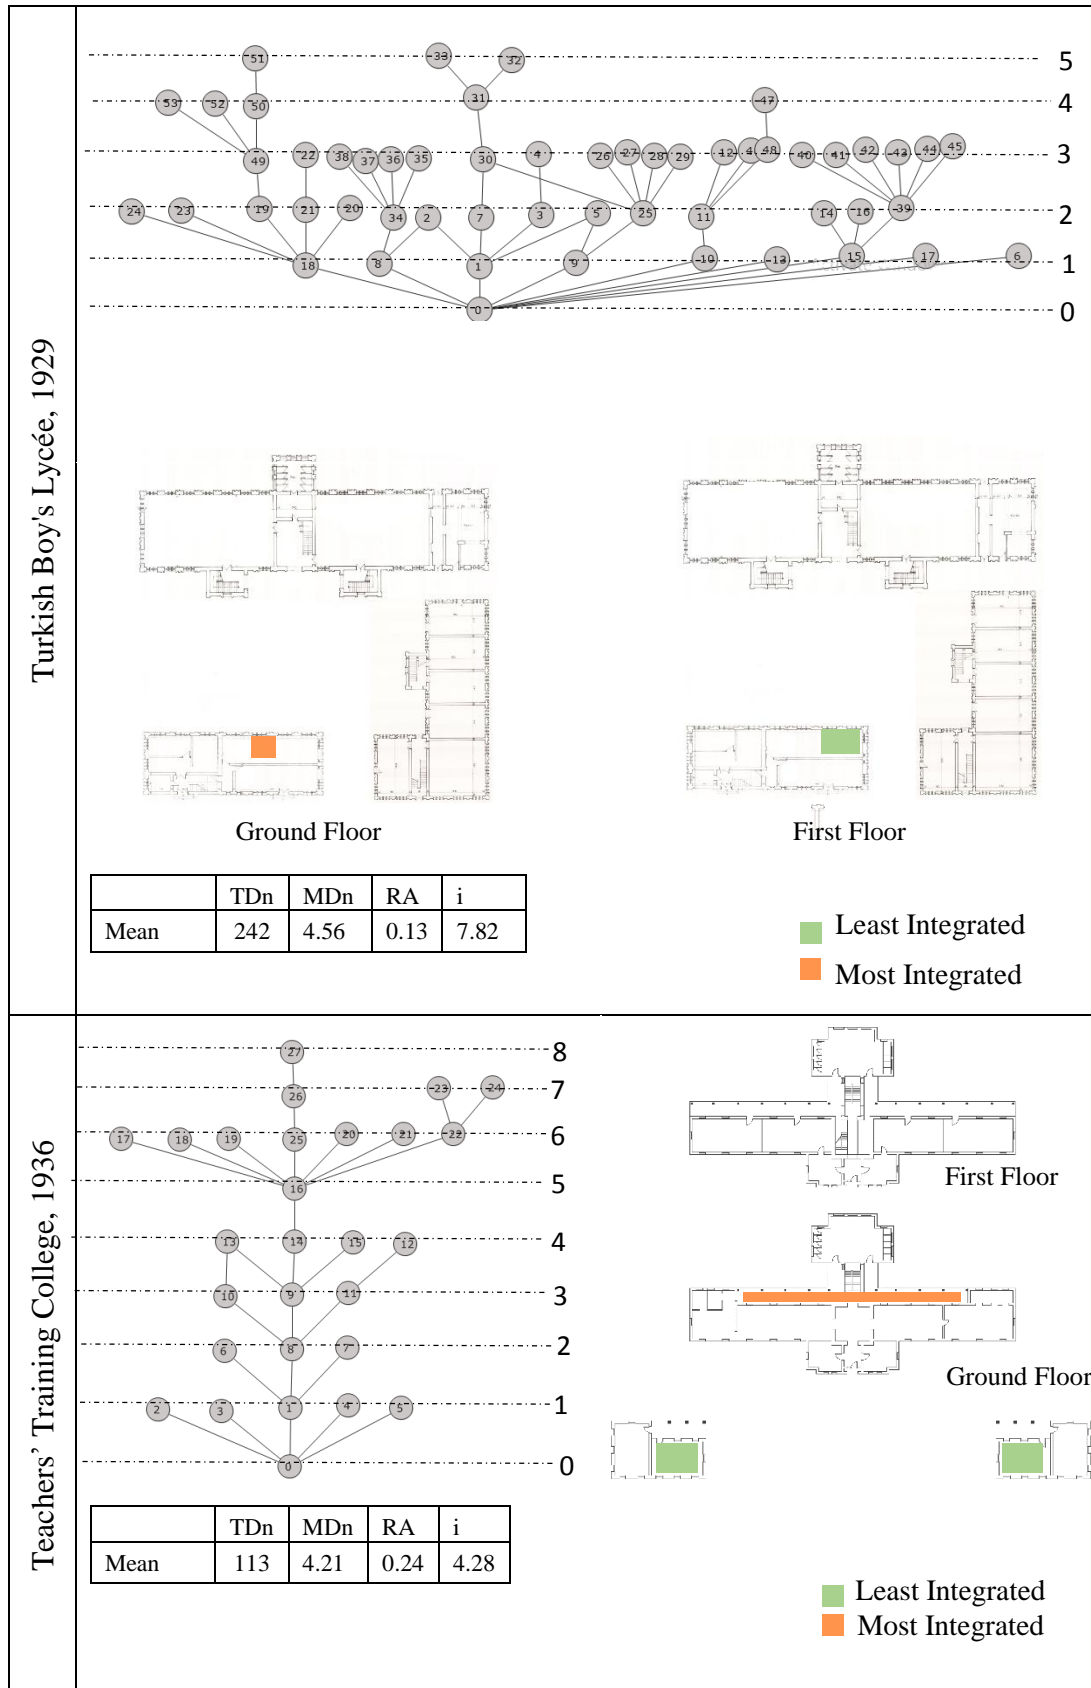 Turkish Boy's Lycée, 1929
51 33 32 5
53 52 50 31 47 4
49 22 38 37 36 35 30 4 26 27 28 29 12 4 48 40 41 42 43 44 45 3
24 23 19 21 20 34 2 7 3 5 25 11 14 16 39 2
18 8 1 9 10 13 15 17 6 1
0 0
Ground Floor
First Floor
TDn MDn RA i
Mean 242 4.56 0.13 7.82
Least Integrated
Most Integrated
Teachers’ Training College, 1936
27 8
26 23 24 7
17 18 19 25 20 21 22 6
16 5
13 14 15 12 4
10 9 11 3
6 8 7 2
2 3 1 4 5 1
0 0
First Floor
Ground Floor
TDn MDn RA i
Mean 113 4.21 0.24 4.28
Least Integrated
Most Integrated